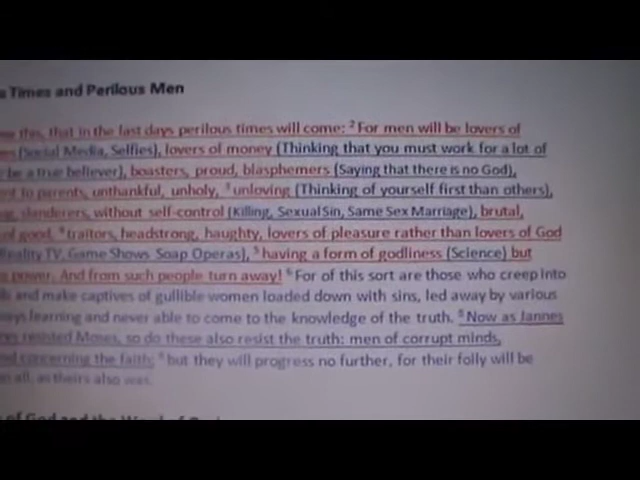 Times and Perilous Men
this, that in the last days perilous times will come: 2 For men will be lovers of
(Social Media, Selfies), lovers of money (Thinking that you must work for a lot of
be a true believer), boasters, proud, blasphemers (Saying that there is no God),
to parents, unthankful, unholy, 3 unloving (Thinking of yourself first than others),
slanderers, without self-control (Killing, Sexual Sin, Same Sex Marriage), brutal,
of good, 4 traitors, headstrong, haughty, lovers of pleasure rather than lovers of God
Reality TV, Game Shows Soap Operas), 5 having a form of godliness (Science) but
power. And from such people turn away! 6 For of this sort are those who creep into
and make captives of gullible women loaded down with sins, led away by various
learning and never able to come to the knowledge of the truth. 8 Now as Jannes
resisted Moses, so do these also resist the truth: men of corrupt minds,
concerning the faith; 9 but they will progress no further, for their folly will be
all, as theirs also was.
of God and the Word of